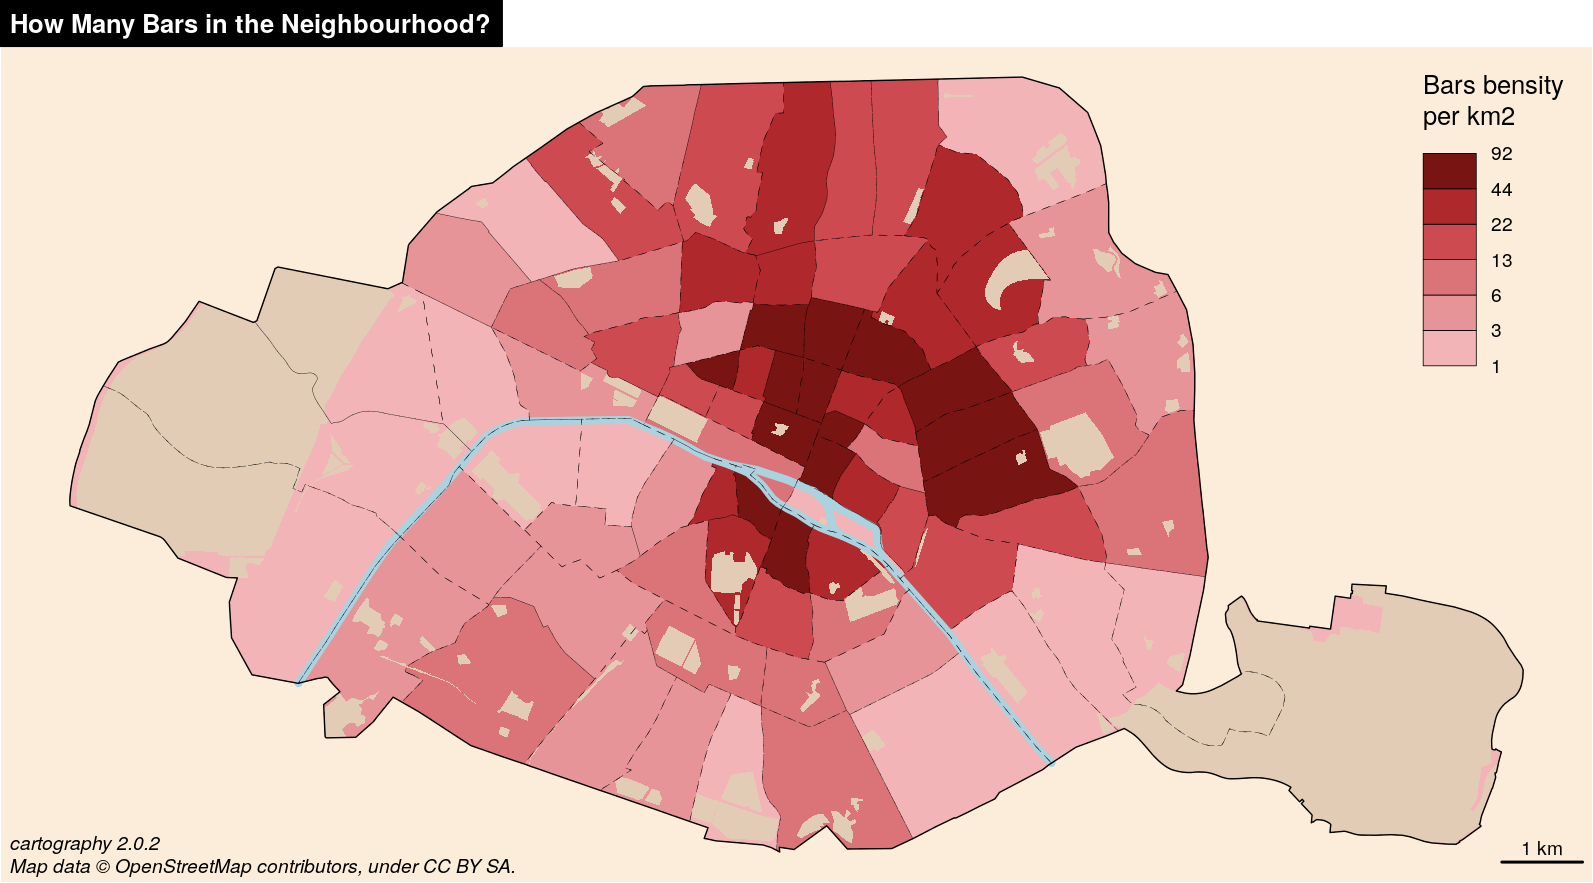 How Many Bars in the Neighbourhood?
Bars bensity
per km2
92
44
22
13
6
3
1
cartography 2.0.2
Map data © OpenStreetMap contributors, under CC BY SA.
1 km